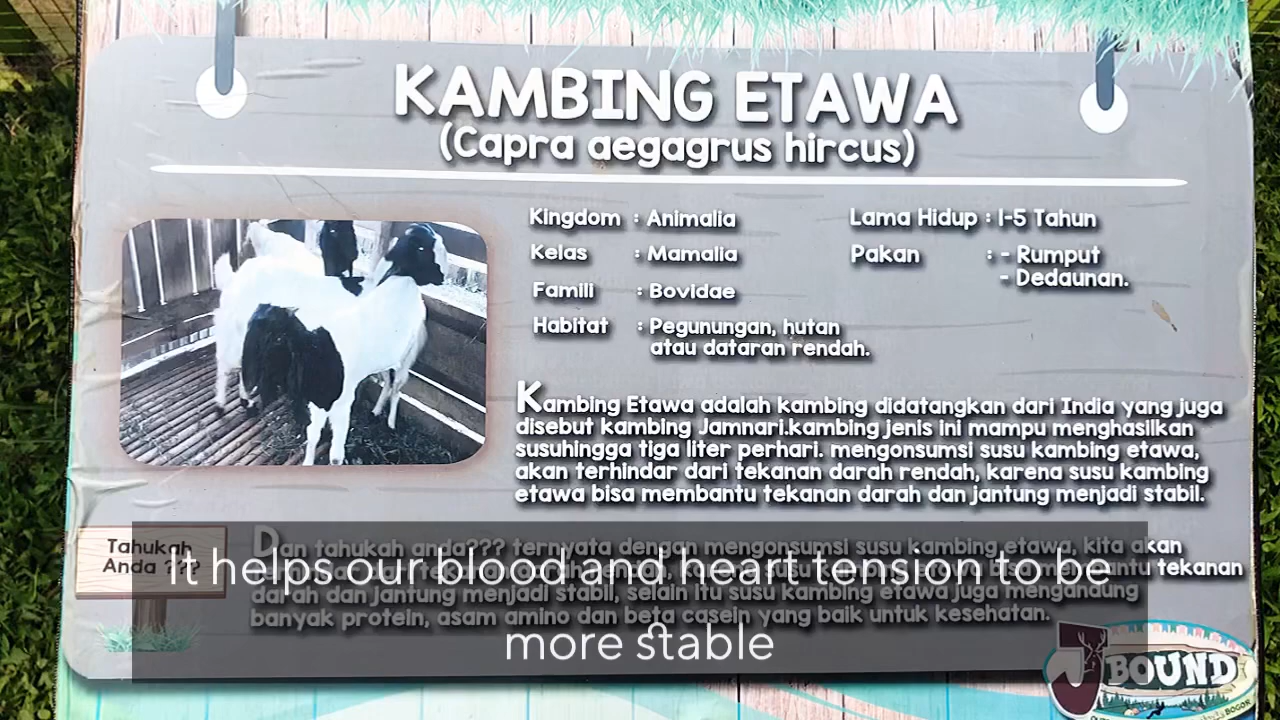 KAMBING ETAWA
(Capra aegagrus hircus)
Kingdom : Animalia
Kelas : Mamalia
Famili : Bovidae
Habitat : Pegunungan, hutan
atau dataran rendah.
Lama Hidup : 1-5 Tahun
Pakan : - Rumput
- Dedaunan.
Kambing Etawa adalah kambing didatangkan dari India yang juga
disebut kambing Jamnari.kambing jenis ini mampu menghasilkan
susuhingga tiga liter perhari. mengonsumsi susu kambing etawa,
akan terhindar dari tekanan darah rendah, karena susu kambing
etawa bisa membantu tekanan darah dan jantung menjadi stabil.
Tahukah
Anda ???
Dan tahukah anda??? ternyata dengan mengonsumsi susu kambing etawa, kita akan
tekanan
darah dan jantung menjadi stabil, selain itu susu kambing etawa juga mengandung
banyak protein, asam amino dan beta casein yang baik untuk kesehatan.
It helps our blood and heart tension to be
more stable
J BOUND
BOGOR